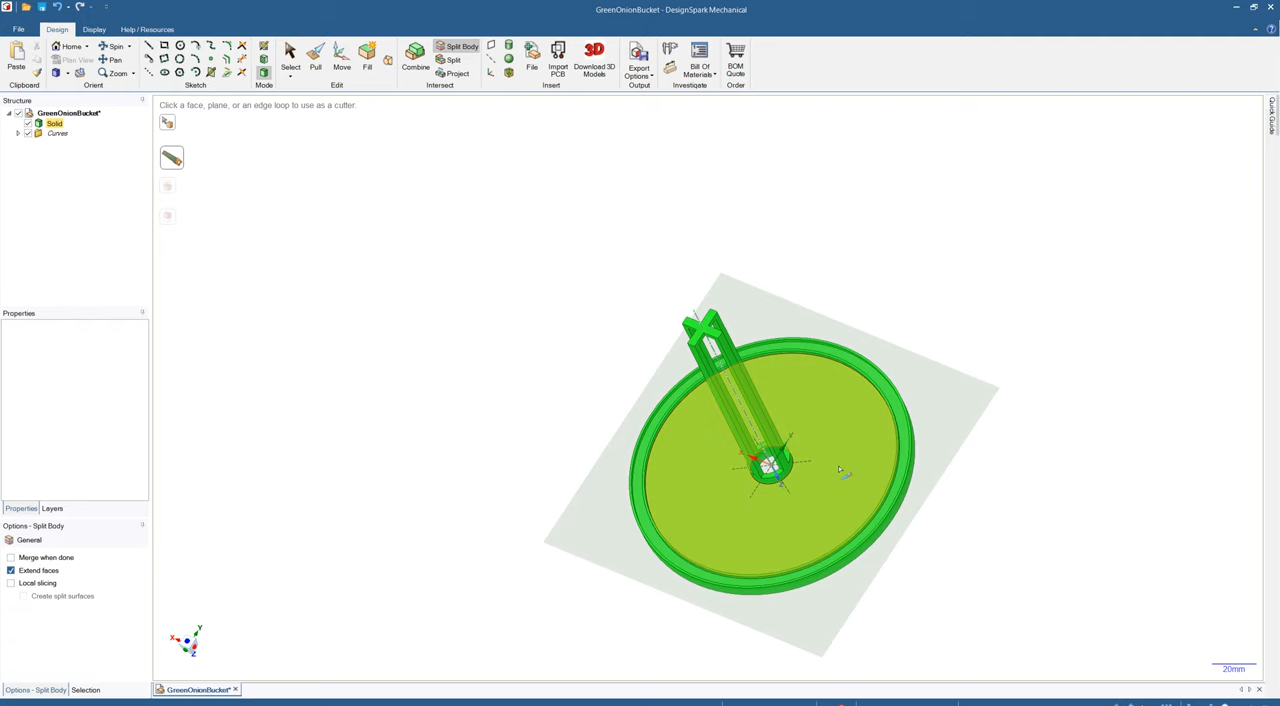 GreenOnionBucket - DesignSpark Mechanical
File Design Display Help / Resources
Home Spin
Plan View Pan
Zoom
Paste
Select Pull Move Fill
Combine
Split Body
Split
Project
File Import PCB Download 3D Models
Export Options
Bill Of Materials
BOM Quote
Clipboard Orient Sketch Mode Edit Intersect Insert Output Investigate Order
Structure
GreenOnionBucket*
Solid
Curves
Click a face, plane, or an edge loop to use as a cutter.
Quick Guide
Properties
Properties Layers
Options - Split Body
General
Merge when done
Extend faces
Local slicing
Create split surfaces
X
Y
Z
20mm
Options - Split Body Selection
GreenOnionBucket*